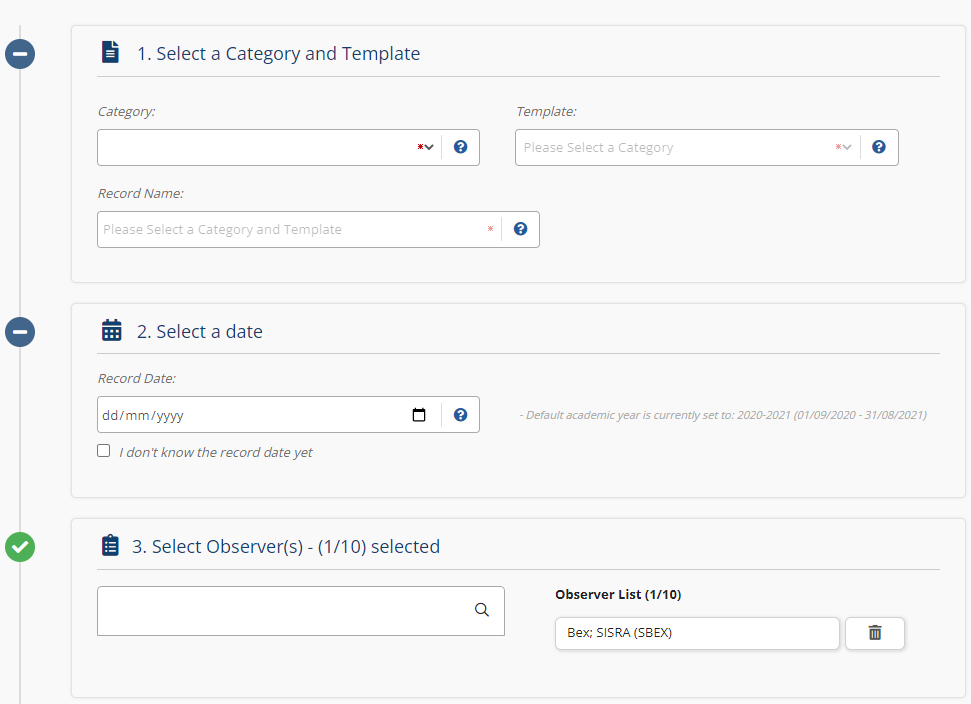 1. Select a Category and Template
Category:
Template:
*
Please Select a Category *
Record Name:
Please Select a Category and Template *
2. Select a date
Record Date:
dd/mm/yyyy
- Default academic year is currently set to: 2020-2021 (01/09/2020 - 31/08/2021)
I don't know the record date yet
3. Select Observer(s) - (1/10) selected
Observer List (1/10)
Bex; SISRA (SBEX)